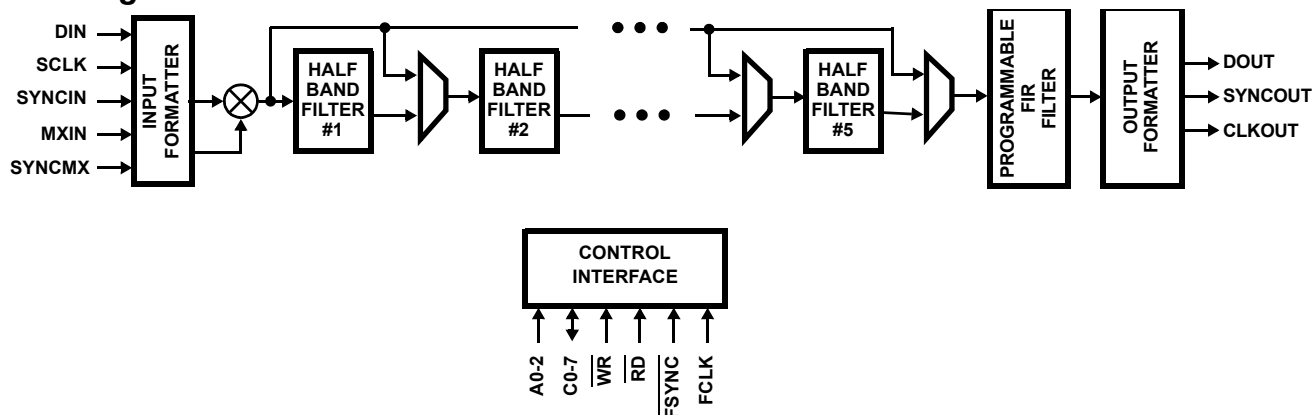 DIN
SCLK
SYNCIN
MXIN
SYNCMX
INPUT
FORMATTER
HALF
BAND
FILTER
#1
HALF
BAND
FILTER
#2
HALF
BAND
FILTER
#5
PROGRAMMABLE
FIR
FILTER
OUTPUT
FORMATTER
DOUT
SYNCOUT
CLKOUT
CONTROL
INTERFACE
A0-2
C0-7
WR
RD
FSYNC
FCLK